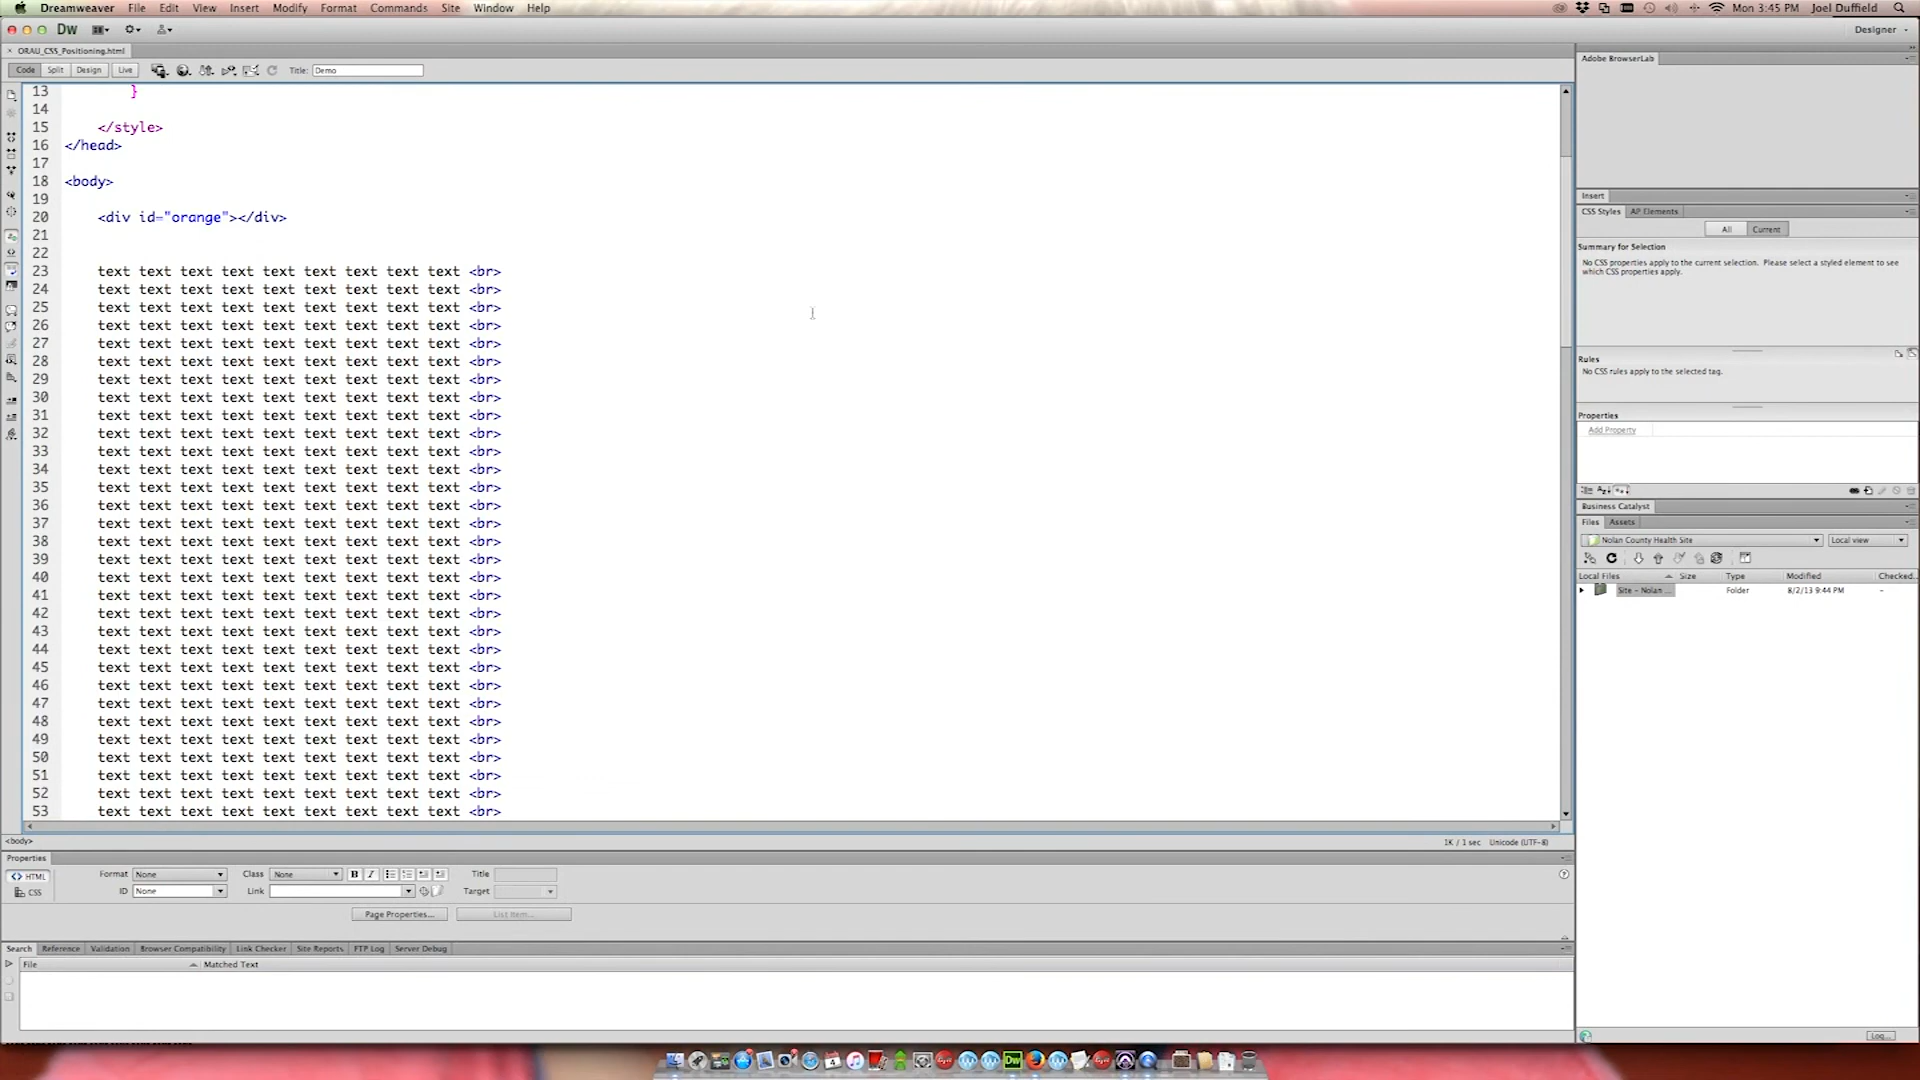 Dreamweaver File Edit View Insert Modify Format Commands Site Window Help
Mon 3:45 PM Joel Duffield
Dw
Designer
ORAU_CSS_Positioning.html
Code Split Design Live Title: Demo
13 }
14
15 </style>
16 </head>
17
18 <body>
19
20 <div id="orange"></div>
21
22
23 text text text text text text text text text <br>
24 text text text text text text text text text <br>
25 text text text text text text text text text <br>
26 text text text text text text text text text <br>
27 text text text text text text text text text <br>
28 text text text text text text text text text <br>
29 text text text text text text text text text <br>
30 text text text text text text text text text <br>
31 text text text text text text text text text <br>
32 text text text text text text text text text <br>
33 text text text text text text text text text <br>
34 text text text text text text text text text <br>
35 text text text text text text text text text <br>
36 text text text text text text text text text <br>
37 text text text text text text text text text <br>
38 text text text text text text text text text <br>
39 text text text text text text text text text <br>
40 text text text text text text text text text <br>
41 text text text text text text text text text <br>
42 text text text text text text text text text <br>
43 text text text text text text text text text <br>
44 text text text text text text text text text <br>
45 text text text text text text text text text <br>
46 text text text text text text text text text <br>
47 text text text text text text text text text <br>
48 text text text text text text text text text <br>
49 text text text text text text text text text <br>
50 text text text text text text text text text <br>
51 text text text text text text text text text <br>
52 text text text text text text text text text <br>
53 text text text text text text text text text <br>
<body>
1K / 1 sec Unicode (UTF-8)
Properties
<> HTML Format None Class None B I Title
CSS ID None Link Target
Page Properties... List Item...
Search Reference Validation Browser Compatibility Link Checker Site Reports FTP Log Server Debug
File Matched Text
Adobe BrowserLab
Insert
CSS Styles AP Elements
All Current
Summary for Selection
No CSS properties apply to the current selection. Please select a styled element to see
which CSS properties apply.
Rules
No CSS rules apply to the selected tag.
Properties
Add Property
Business Catalyst
Files Assets
Nolan County Health Site Local view
Local Files Size Type Modified Checked..
Site - Nolan ... Folder 8/2/13 9:44 PM -
Log...
Dw